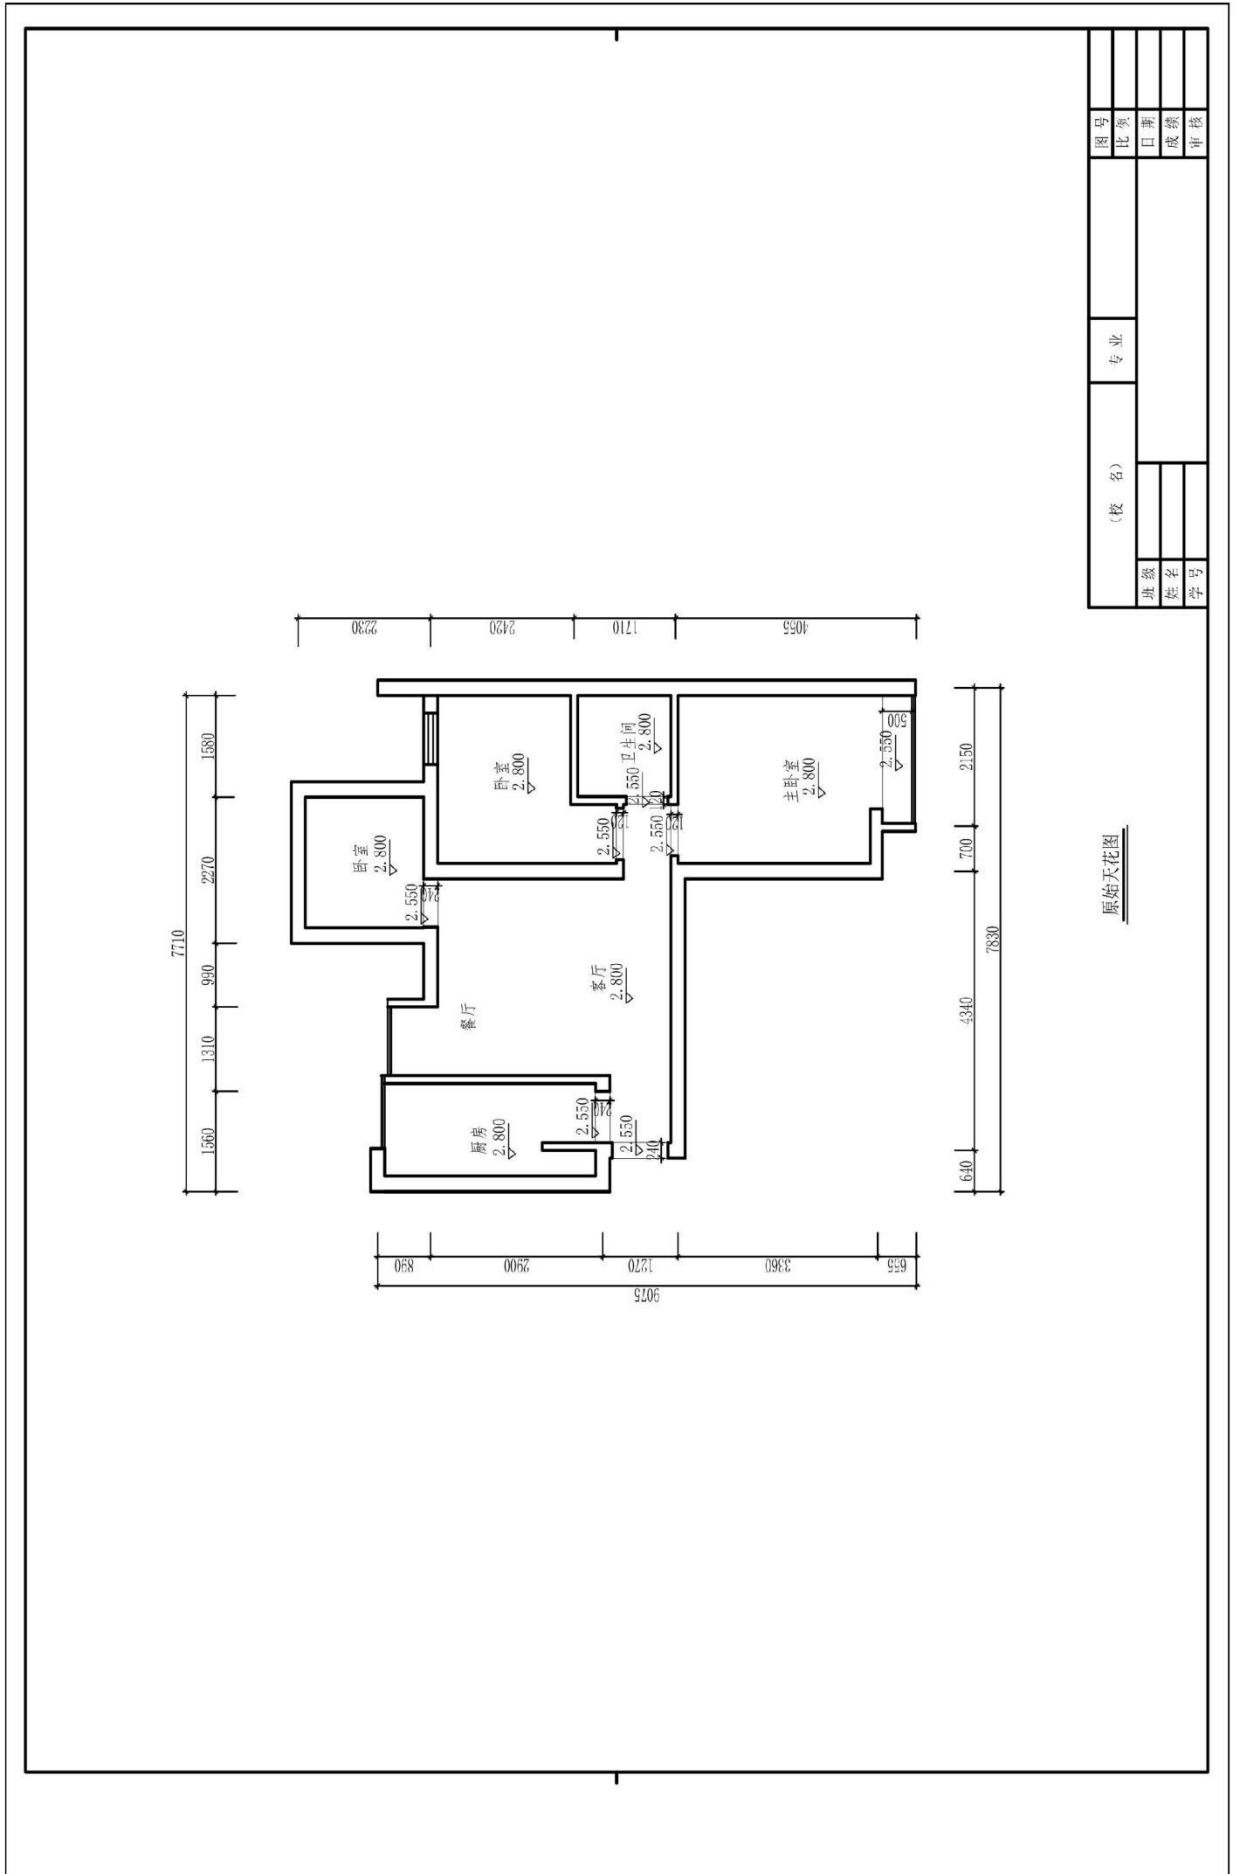 图号
比例
日期
成绩
审核
专业
(校 名)
班级
姓名
学号
7710
1560
1310
990
2270
1580
2230
2420
1710
4055
890
2900
1270
3360
655
9075
640
4340
700
2150
7830
卧室
2.800
2.550
240
卧室
2.800
2.550
120
卫生间
2.800
2.550
120
主卧室
2.800
2.550
120
2.550
500
餐厅
客厅
2.800
厨房
2.800
2.550
240
2.550
240
原始天花图